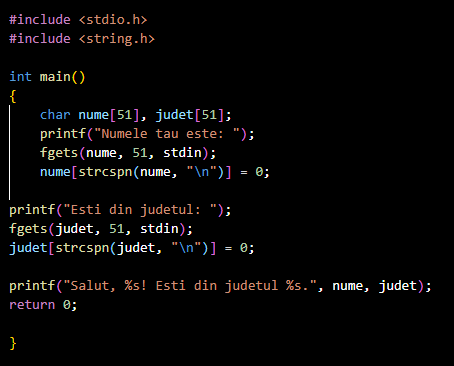 #include <stdio.h>
#include <string.h>

int main()
{
    char nume[51], judet[51];
    printf("Numele tau este: ");
    fgets(nume, 51, stdin);
    nume[strcspn(nume, "\n")] = 0;

printf("Esti din judetul: ");
fgets(judet, 51, stdin);
judet[strcspn(judet, "\n")] = 0;

printf("Salut, %s! Esti din judetul %s.", nume, judet);
return 0;

}